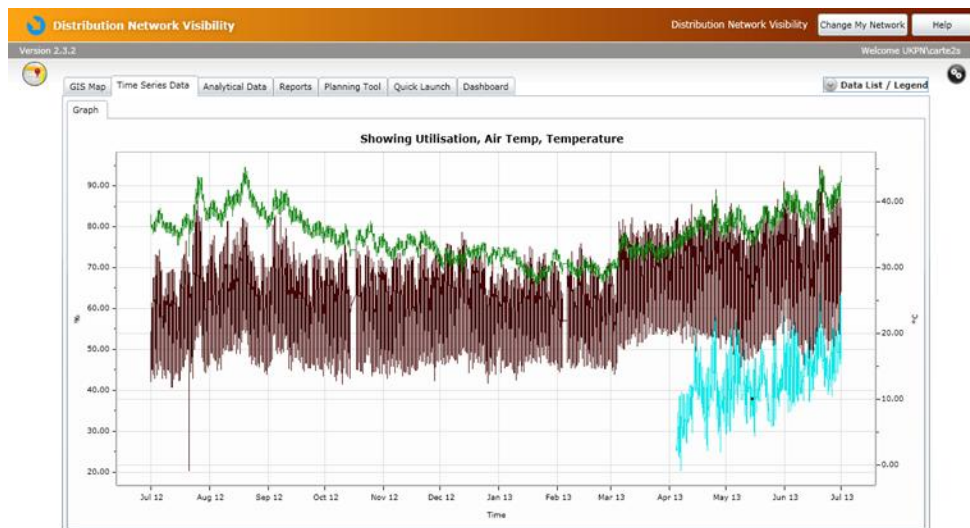 Distribution Network Visibility
Distribution Network Visibility
Change My Network
Help
Version 2.3.2
Welcome UKPN\carte2s
GIS Map
Time Series Data
Analytical Data
Reports
Planning Tool
Quick Launch
Dashboard
Data List / Legend
Graph
Showing Utilisation, Air Temp, Temperature
90.00
80.00
70.00
60.00
50.00
40.00
30.00
20.00
%
40.00
30.00
20.00
10.00
0.00
°C
Jul 12
Aug 12
Sep 12
Oct 12
Nov 12
Dec 12
Jan 13
Feb 13
Mar 13
Apr 13
May 13
Jun 13
Jul 13
Time